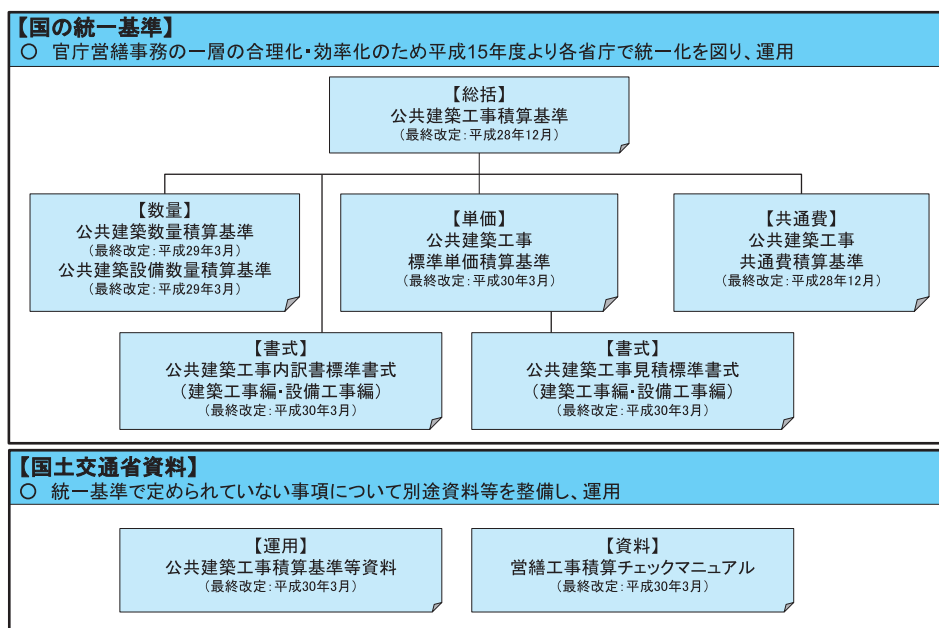 【国の統一基準】
○ 官庁営繕事務の一層の合理化・効率化のため平成15年度より各省庁で統一化を図り、運用
【総括】
公共建築工事積算基準
（最終改定：平成28年12月）
【数量】
公共建築数量積算基準
（最終改定：平成29年3月）
公共建築設備数量積算基準
（最終改定：平成29年3月）
【単価】
公共建築工事
標準単価積算基準
（最終改定：平成30年3月）
【共通費】
公共建築工事
共通費積算基準
（最終改定：平成28年12月）
【書式】
公共建築工事内訳書標準書式
（建築工事編・設備工事編）
（最終改定：平成30年3月）
【書式】
公共建築工事見積標準書式
（建築工事編・設備工事編）
（最終改定：平成30年3月）
【国土交通省資料】
○ 統一基準で定められていない事項について別途資料等を整備し、運用
【運用】
公共建築工事積算基準等資料
（最終改定：平成30年3月）
【資料】
営繕工事積算チェックマニュアル
（最終改定：平成30年3月）